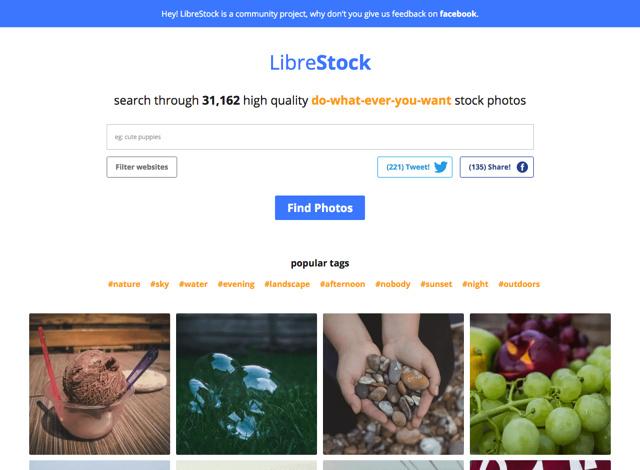 Hey! LibreStock is a community project, why don't you give us feedback on facebook.
LibreStock
search through 31,162 high quality do-what-ever-you-want stock photos
eg: cute puppies
Filter websites
(221) Tweet!
(135) Share!
Find Photos
popular tags
#nature #sky #water #evening #landscape #afternoon #nobody #sunset #night #outdoors